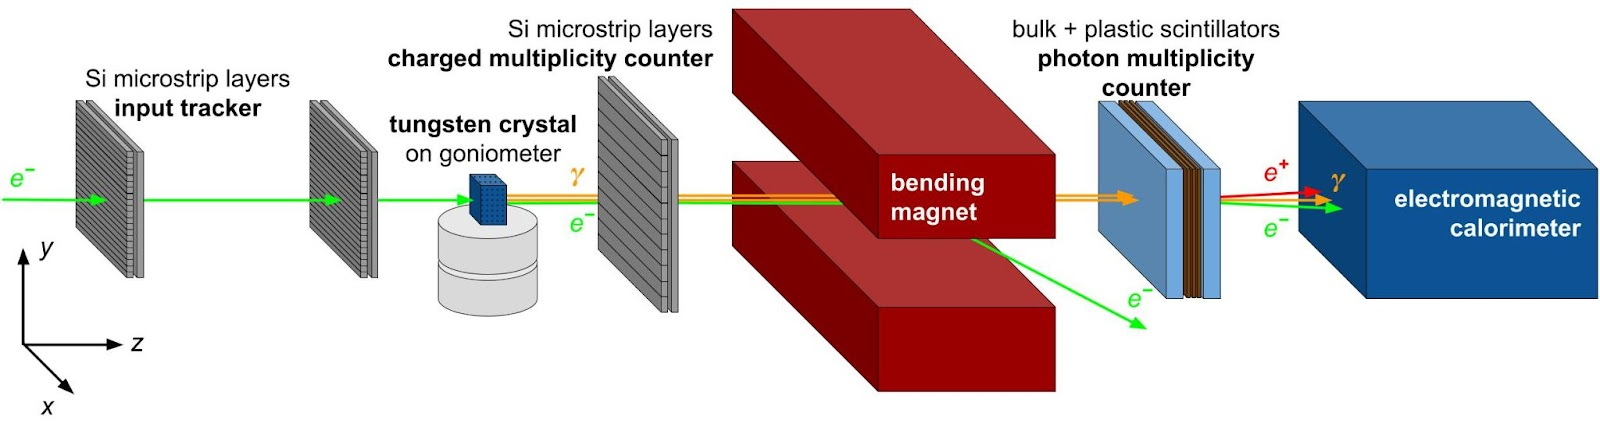 Si microstrip layers
input tracker
tungsten crystal
on goniometer
Si microstrip layers
charged multiplicity counter
bending
magnet
bulk + plastic scintillators
photon multiplicity
counter
electromagnetic
calorimeter
e⁻
γ
e⁻
e⁻
e⁺
γ
e⁻
y
z
x